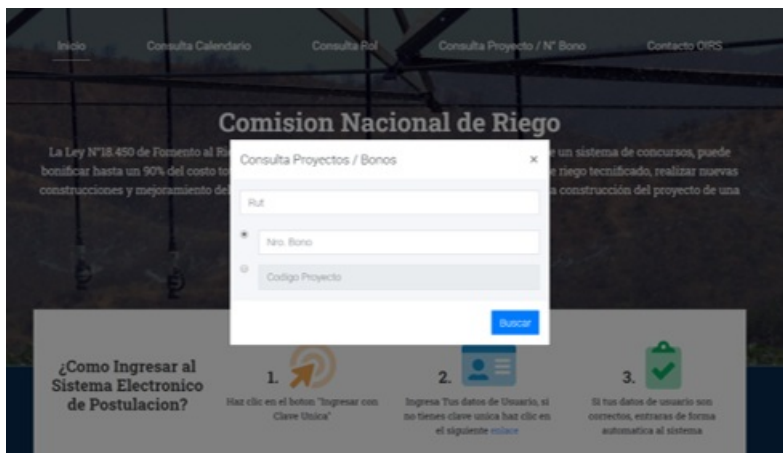 Inicio Consulta Calendario Consulta Rol Consulta Proyecto / N° Bono Contacto OIRS
Comision Nacional de Riego
La Ley N°18.450 de Fomento al
e un sistema de concursos, puede
bonificar hasta un 90% del costo
e riego tecnificado, realizar nuevas
construcciones y mejoramiento
a construcción del proyecto de una
Consulta Proyectos / Bonos ×
Rut
Nro. Bono
Codigo Proyecto
Buscar
¿Como Ingresar al
Sistema Electronico
de Postulacion?
1.
Haz clic en el boton "Ingresar con
Clave Unica"
2.
Ingresa Tus datos de Usuario, si
no tienes clave unica haz clic en
el siguiente enlace
3.
Si tus datos de usuario son
correctos, entraras de forma
automatica al sistema